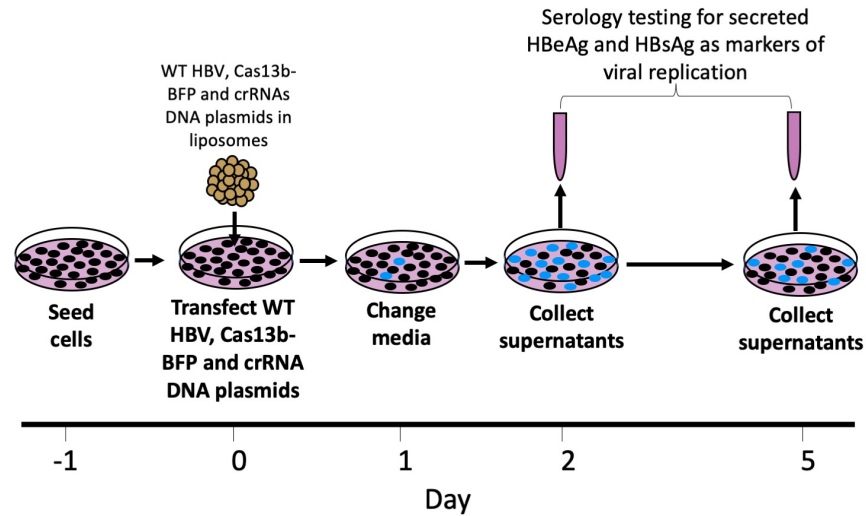 Serology testing for secreted
HBeAg and HBsAg as markers of
viral replication
WT HBV, Cas13b-
BFP and crRNAs
DNA plasmids in
liposomes
Seed
cells
Transfect WT
HBV, Cas13b-
BFP and crRNA
DNA plasmids
Change
media
Collect
supernatants
Collect
supernatants
-1
0
1
2
5
Day